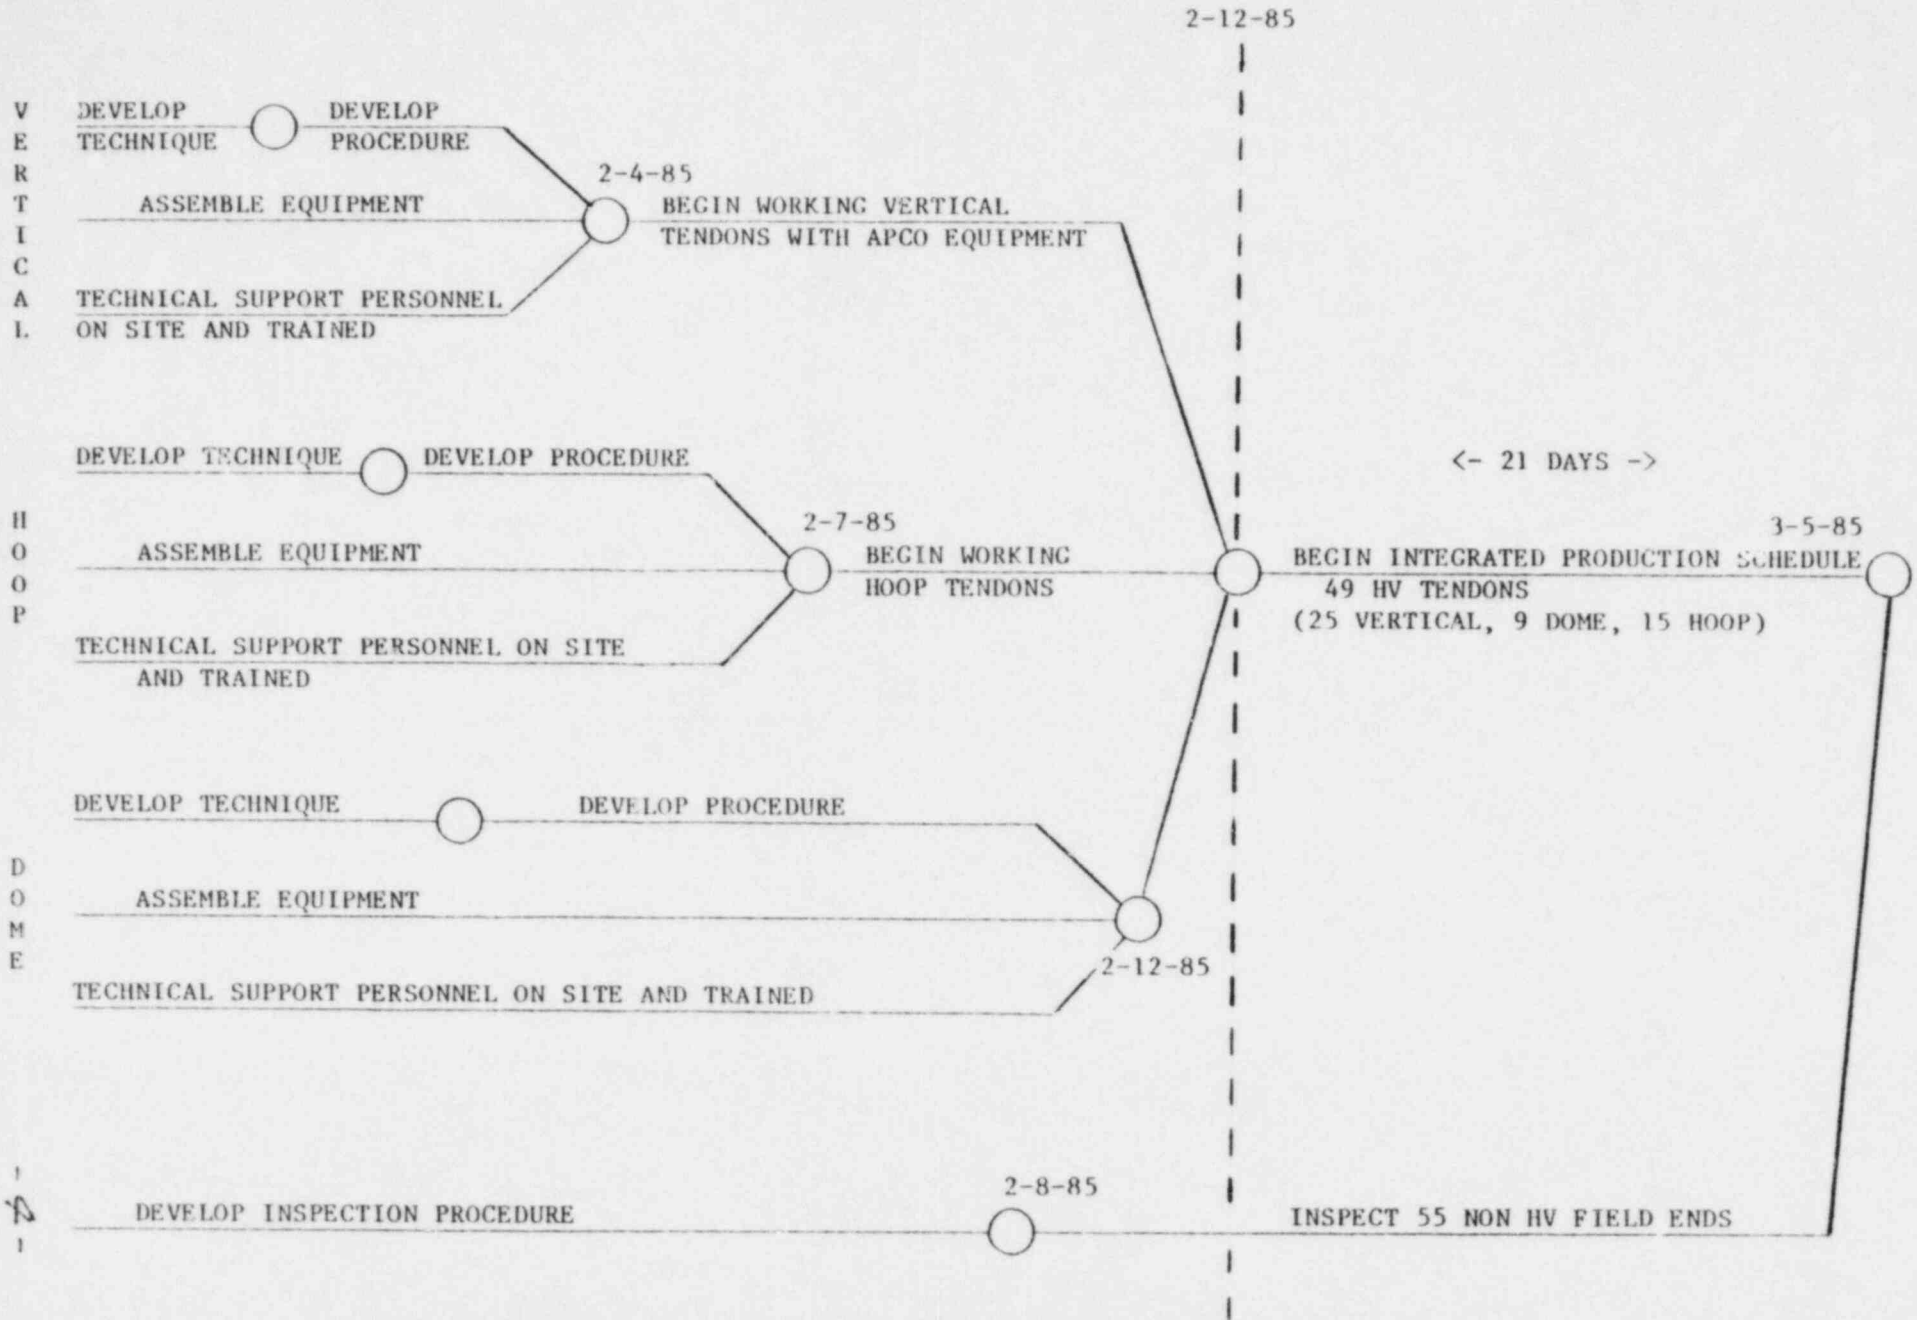 2-12-85
VERTICAL
DEVELOP
TECHNIQUE
DEVELOP
PROCEDURE
2-4-85
ASSEMBLE EQUIPMENT
BEGIN WORKING VERTICAL
TENDONS WITH APCO EQUIPMENT
TECHNICAL SUPPORT PERSONNEL
ON SITE AND TRAINED
HOOP
DEVELOP TECHNIQUE
DEVELOP PROCEDURE
<- 21 DAYS ->
2-7-85
3-5-85
ASSEMBLE EQUIPMENT
BEGIN WORKING
HOOP TENDONS
BEGIN INTEGRATED PRODUCTION SCHEDULE
49 HV TENDONS
(25 VERTICAL, 9 DOME, 15 HOOP)
TECHNICAL SUPPORT PERSONNEL ON SITE
AND TRAINED
DOME
DEVELOP TECHNIQUE
DEVELOP PROCEDURE
ASSEMBLE EQUIPMENT
2-12-85
TECHNICAL SUPPORT PERSONNEL ON SITE AND TRAINED
2-8-85
DEVELOP INSPECTION PROCEDURE
INSPECT 55 NON HV FIELD ENDS